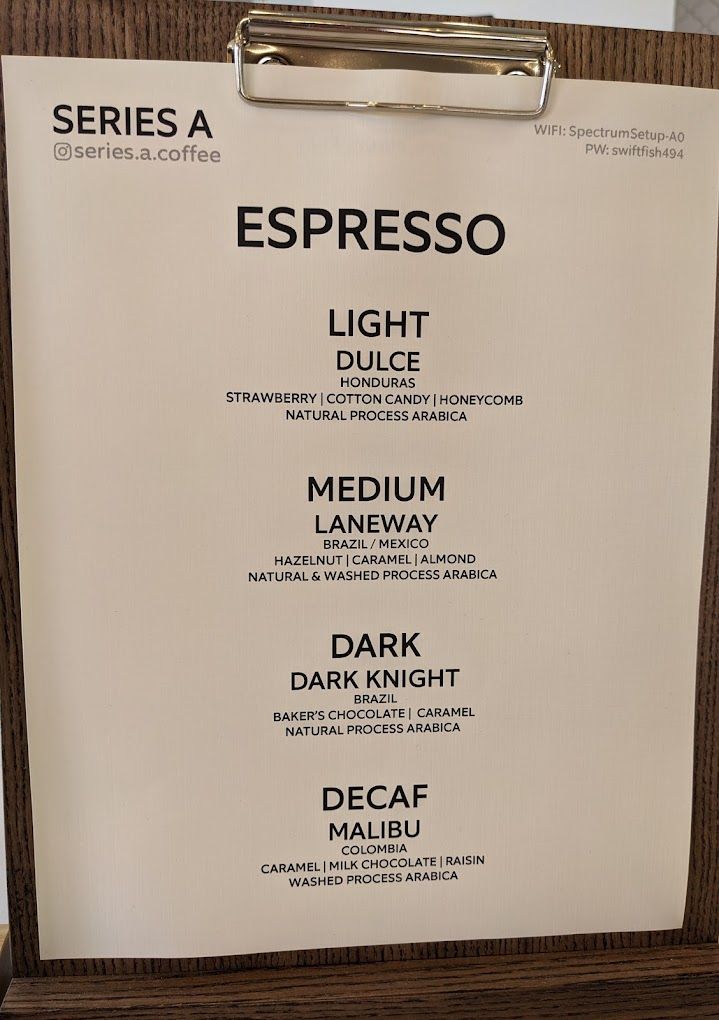 SERIES A
series.a.coffee
WIFI: SpectrumSetup-A0
PW: swiftfish494
ESPRESSO
LIGHT
DULCE
HONDURAS
STRAWBERRY | COTTON CANDY | HONEYCOMB
NATURAL PROCESS ARABICA
MEDIUM
LANEWAY
BRAZIL / MEXICO
HAZELNUT | CARAMEL | ALMOND
NATURAL & WASHED PROCESS ARABICA
DARK
DARK KNIGHT
BRAZIL
BAKER'S CHOCOLATE | CARAMEL
NATURAL PROCESS ARABICA
DECAF
MALIBU
COLOMBIA
CARAMEL | MILK CHOCOLATE | RAISIN
WASHED PROCESS ARABICA